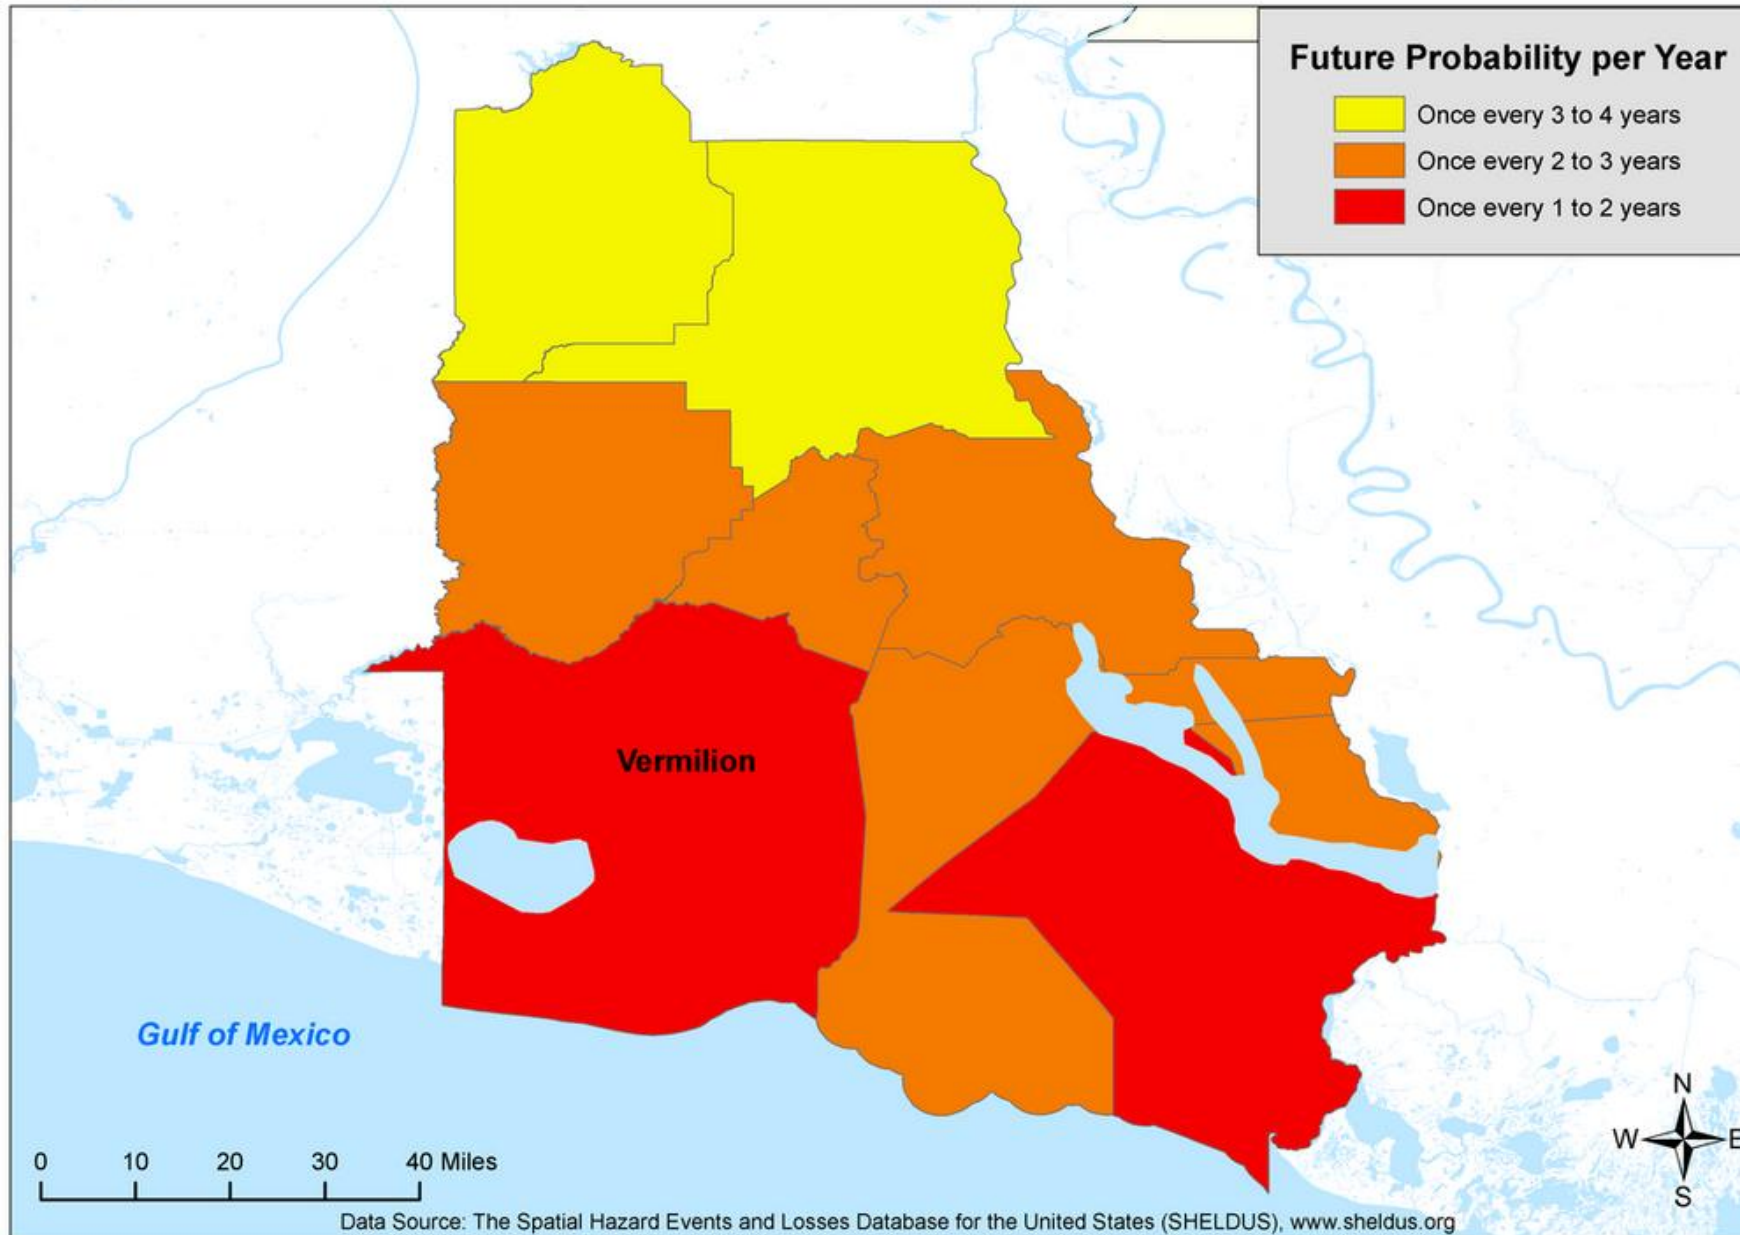 Future Probability per Year
Once every 3 to 4 years
Once every 2 to 3 years
Once every 1 to 2 years
Vermilion
Gulf of Mexico
N
W E
S
0 10 20 30 40 Miles
Data Source: The Spatial Hazard Events and Losses Database for the United States (SHELDUS), www.sheldus.org